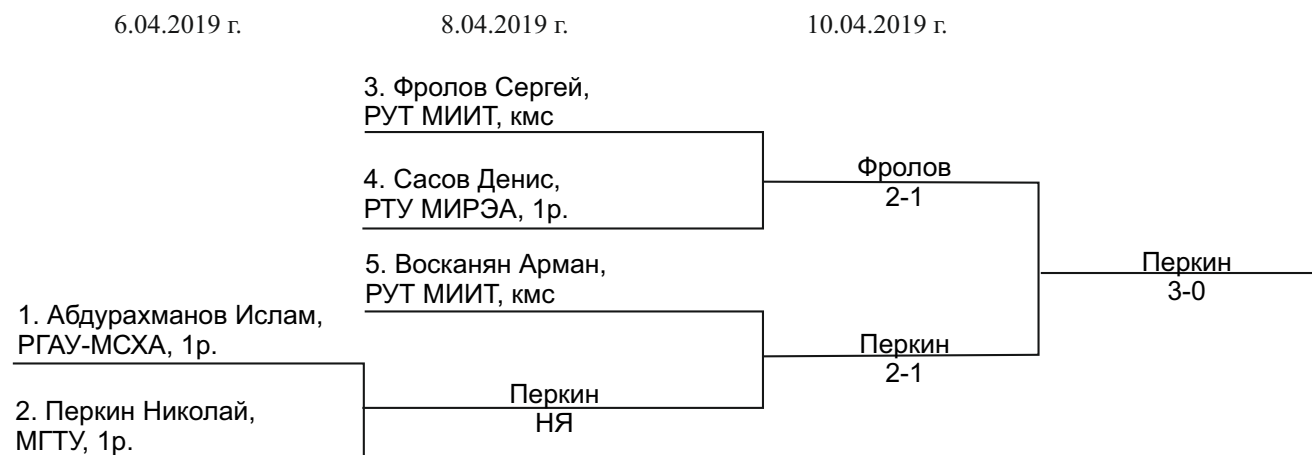 6.04.2019 г.
8.04.2019 г.
10.04.2019 г.
3. Фролов Сергей,
РУТ МИИТ, кмс
4. Сасов Денис,
РТУ МИРЭА, 1р.
Фролов
2-1
5. Восканян Арман,
РУТ МИИТ, кмс
Перкин
3-0
1. Абдурахманов Ислам,
РГАУ-МСХА, 1р.
Перкин
2-1
2. Перкин Николай,
МГТУ, 1р.
Перкин
НЯ